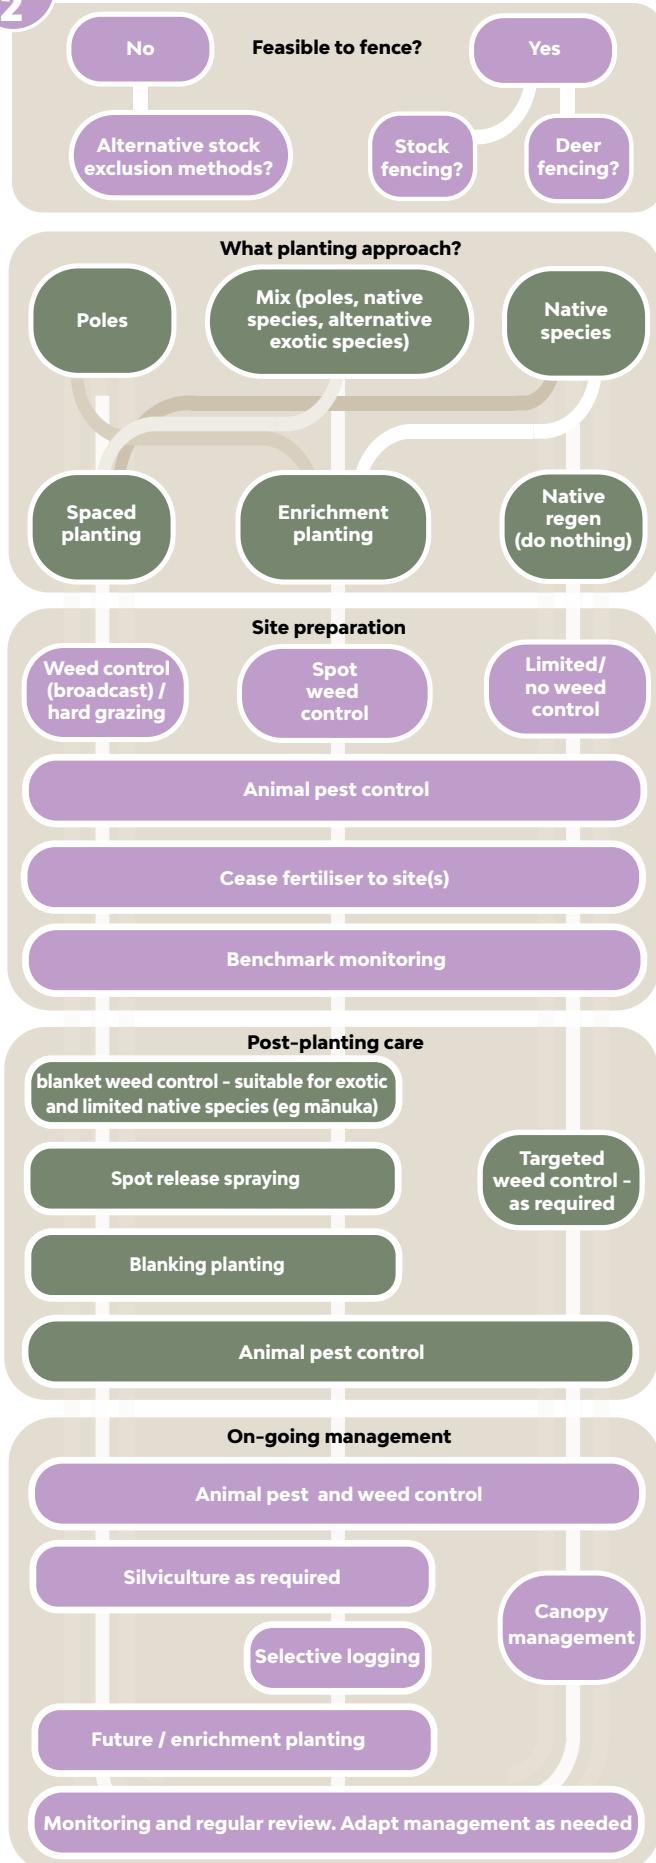 2
Feasible to fence?
No
Yes
Alternative stock
exclusion methods?
Stock
fencing?
Deer
fencing?
What planting approach?
Poles
Mix (poles, native
species, alternative
exotic species)
Native
species
Spaced
planting
Enrichment
planting
Native
regen
(do nothing)
Site preparation
Weed control
(broadcast) /
hard grazing
Spot
weed
control
Limited/
no weed
control
Animal pest control
Cease fertiliser to site(s)
Benchmark monitoring
Post-planting care
blanket weed control - suitable for exotic
and limited native species (eg mānuka)
Spot release spraying
Targeted
weed control -
as required
Blanking planting
Animal pest control
On-going management
Animal pest and weed control
Silviculture as required
Canopy
management
Selective logging
Future / enrichment planting
Monitoring and regular review. Adapt management as needed